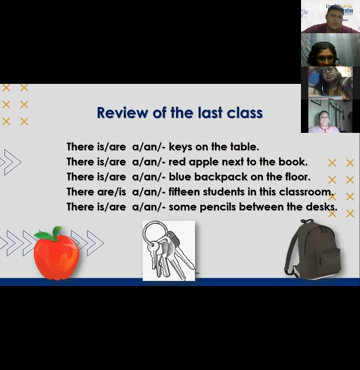 Review of the last class
There is/are a/an/- keys on the table.
There is/are a/an/- red apple next to the book.
There is/are a/an/- blue backpack on the floor.
There are/is a/an/- fifteen students in this classroom.
There is/are a/an/- some pencils between the desks.